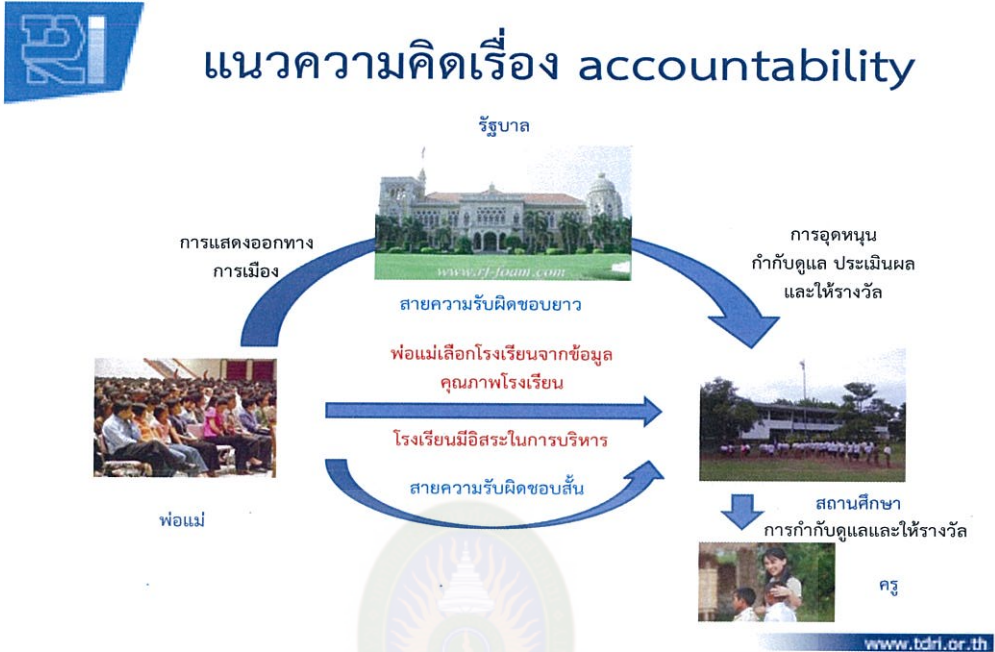 แนวความคิดเรื่อง accountability
รัฐบาล
การแสดงออกทาง
การเมือง
www.rj-foam.com
การอุดหนุน
กำกับดูแล ประเมินผล
และให้รางวัล
สายความรับผิดชอบยาว
พ่อแม่เลือกโรงเรียนจากข้อมูล
คุณภาพโรงเรียน
โรงเรียนมีอิสระในการบริหาร
สายความรับผิดชอบสั้น
พ่อแม่
สถานศึกษา
การกำกับดูแลและให้รางวัล
ครู
www.tdri.or.th